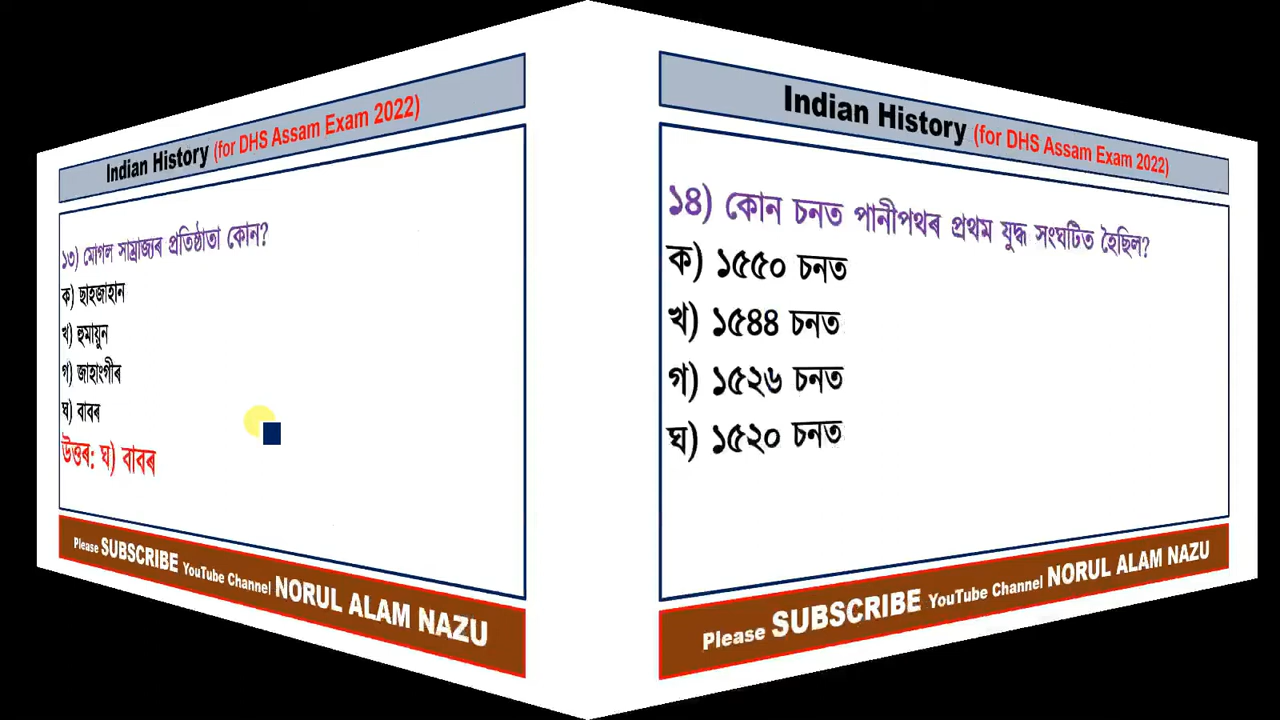 Indian History (for DHS Assam Exam 2022)
১৩) মোগল সাম্ৰাজ্যৰ প্ৰতিষ্ঠাতা কোন?
ক) ছাহজাহান
খ) হুমায়ুন
গ) জাহাংগীৰ
ঘ) বাবৰ
উত্তৰ: ঘ) বাবৰ
Please SUBSCRIBE YouTube Channel NORUL ALAM NAZU
Indian History (for DHS Assam Exam 2022)
১৪) কোন চনত পানীপথৰ প্ৰথম যুদ্ধ সংঘটিত হৈছিল?
ক) ১৫৫০ চনত
খ) ১৫৪৪ চনত
গ) ১৫২৬ চনত
ঘ) ১৫২০ চনত
Please SUBSCRIBE YouTube Channel NORUL ALAM NAZU